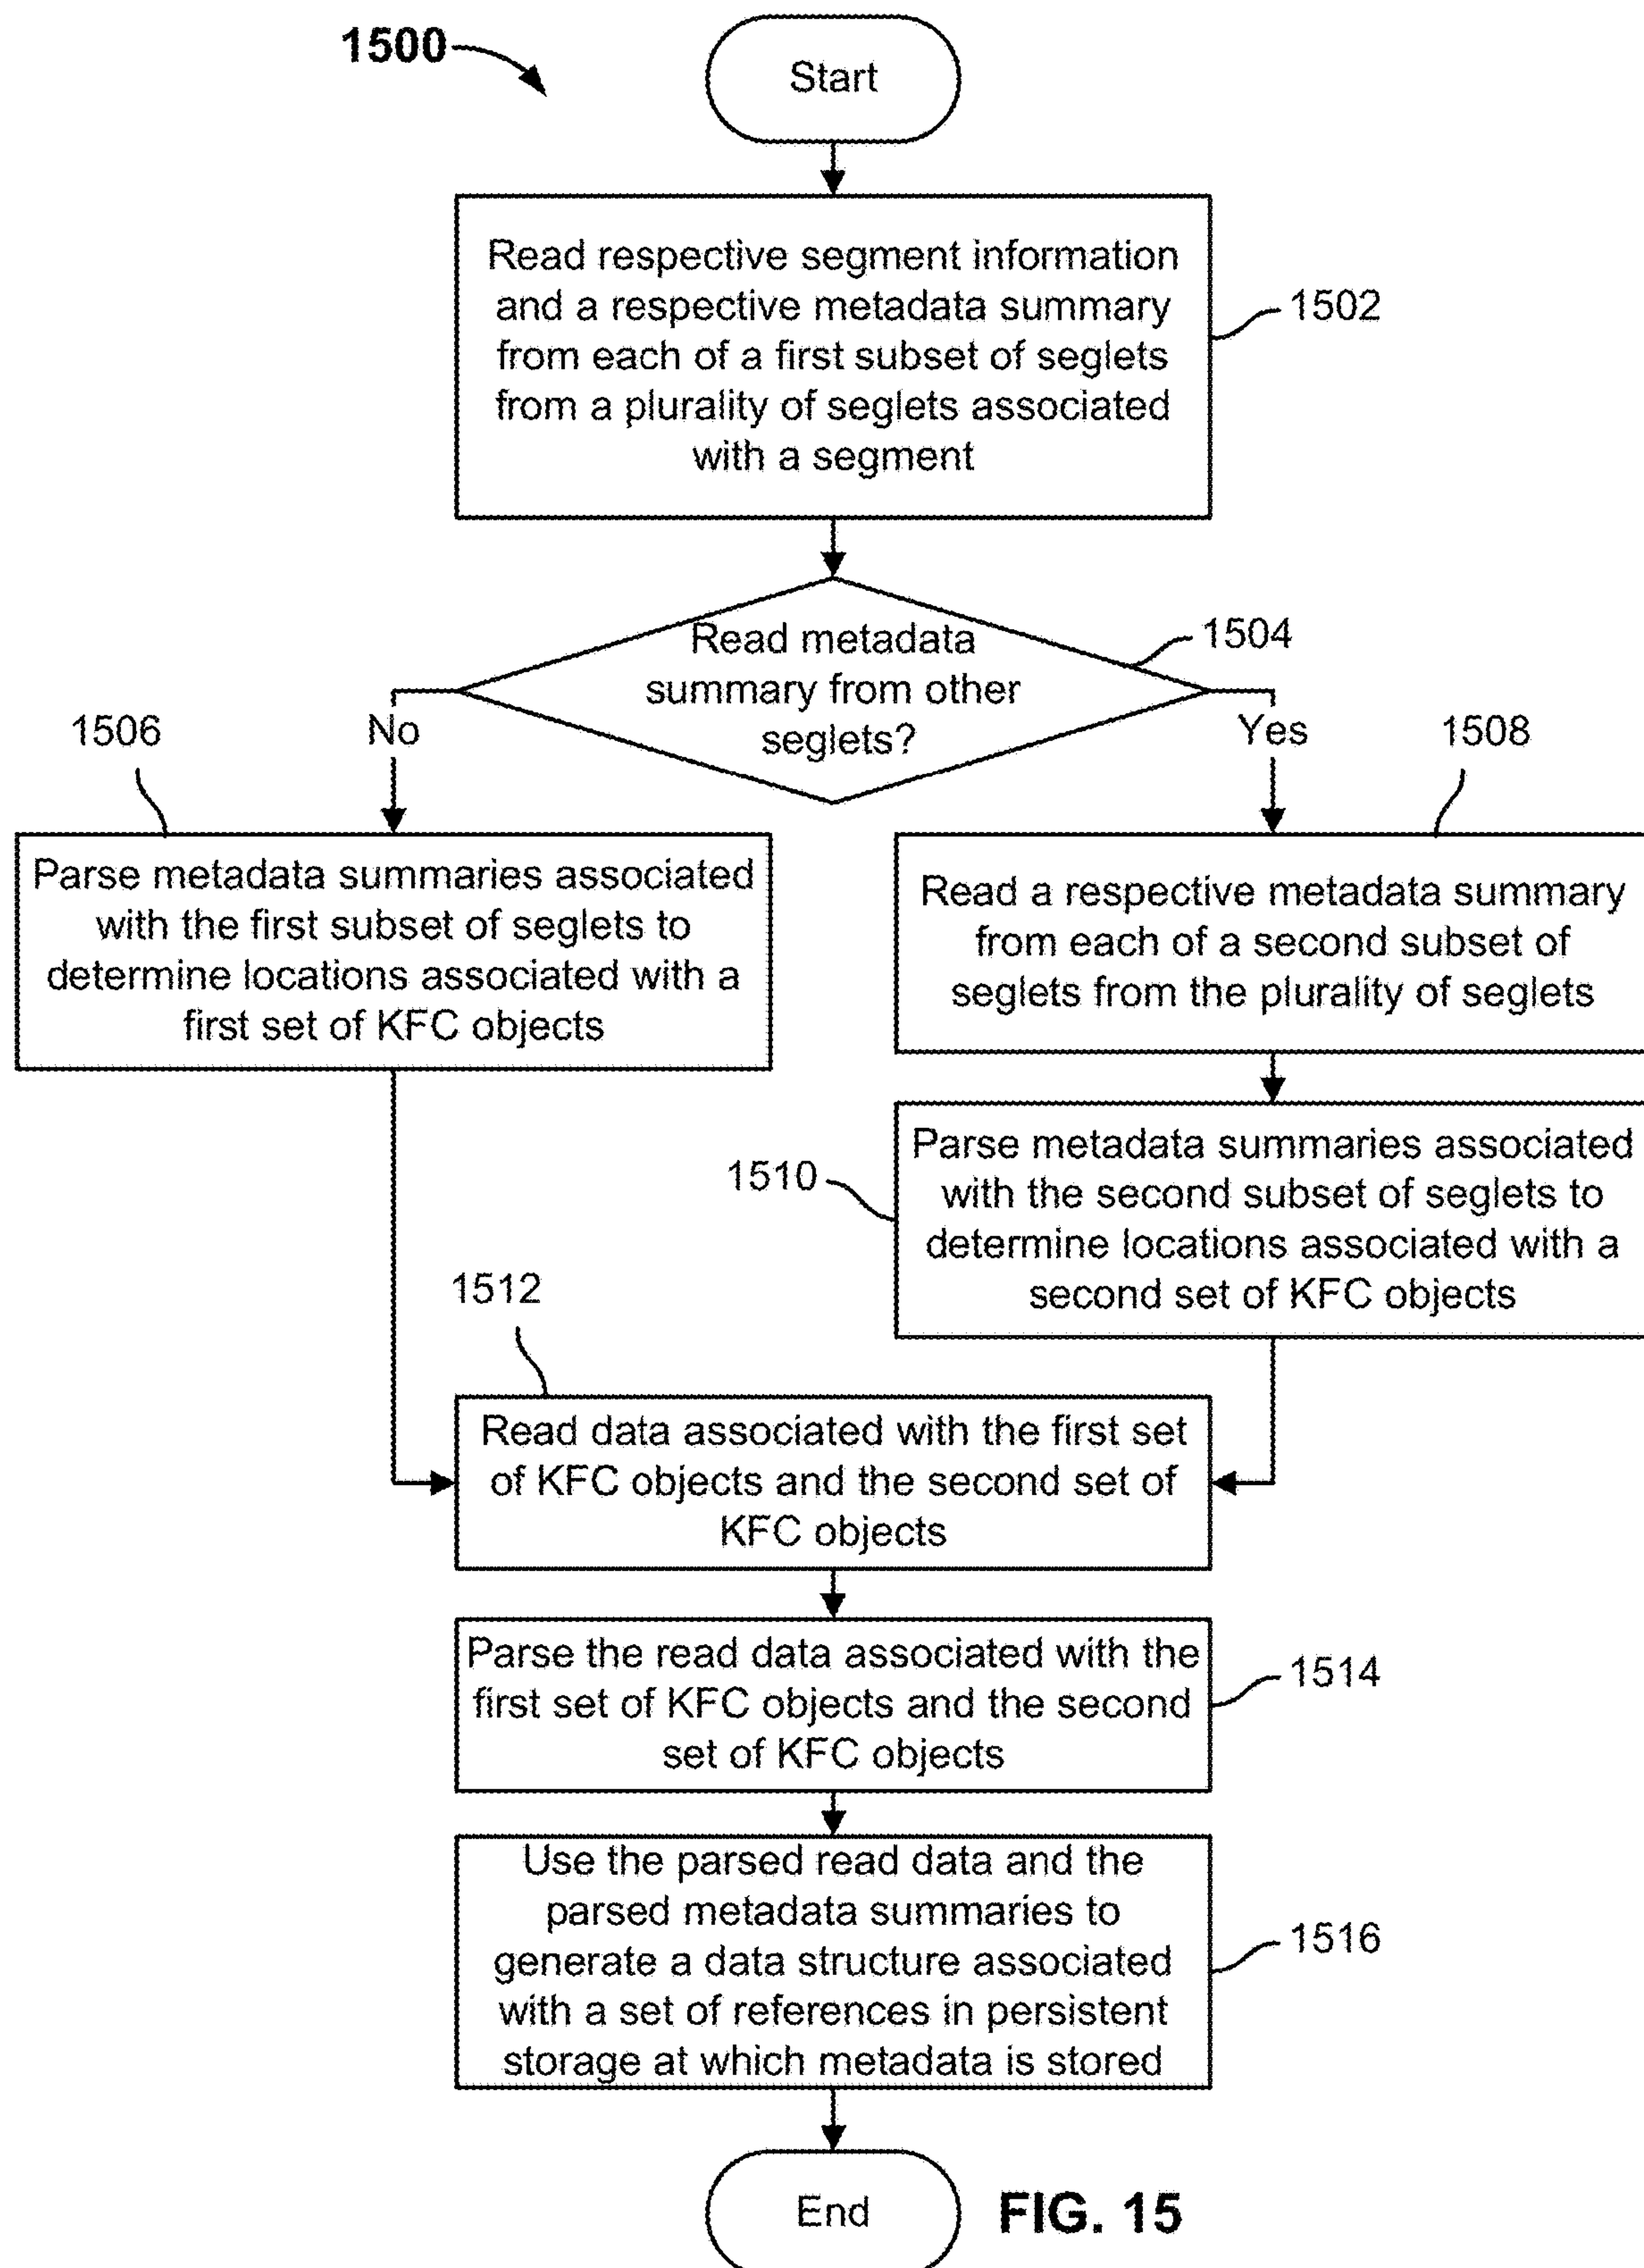 1500
Start
Read respective segment information
and a respective metadata summary
from each of a first subset of seglets
from a plurality of seglets associated
with a segment
1502
Read metadata
summary from other
seglets?
1504
No
Yes
1506
1508
Parse metadata summaries associated
with the first subset of seglets to
determine locations associated with a
first set of KFC objects
Read a respective metadata summary
from each of a second subset of
seglets from the plurality of seglets
1510
Parse metadata summaries associated
with the second subset of seglets to
determine locations associated with a
second set of KFC objects
1512
Read data associated with the first set
of KFC objects and the second set of
KFC objects
Parse the read data associated with the
first set of KFC objects and the second
set of KFC objects
1514
Use the parsed read data and the
parsed metadata summaries to
generate a data structure associated
with a set of references in persistent
storage at which metadata is stored
1516
End
FIG. 15